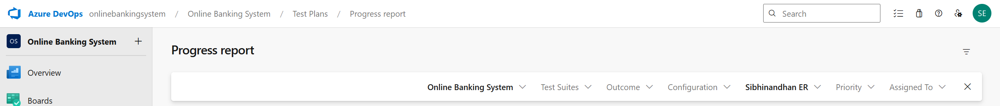 Azure DevOps onlinebankingsystem / Online Banking System / Test Plans / Progress report Search SE
OS Online Banking System +
Progress report
Overview
Online Banking System Test Suites Outcome Configuration Sibhinandhan ER Priority Assigned To
Boards